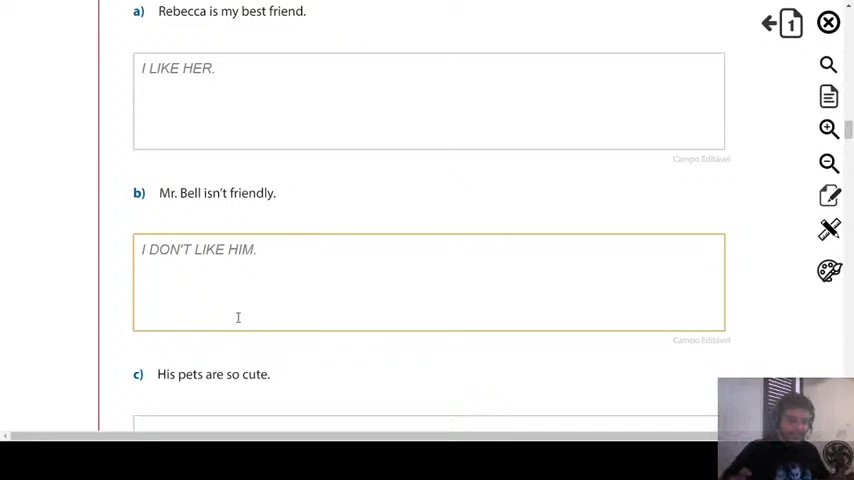 a) Rebecca is my best friend.
1
I LIKE HER.
Campo Editável
b) Mr. Bell isn't friendly.
I DON'T LIKE HIM.
Campo Editável
c) His pets are so cute.